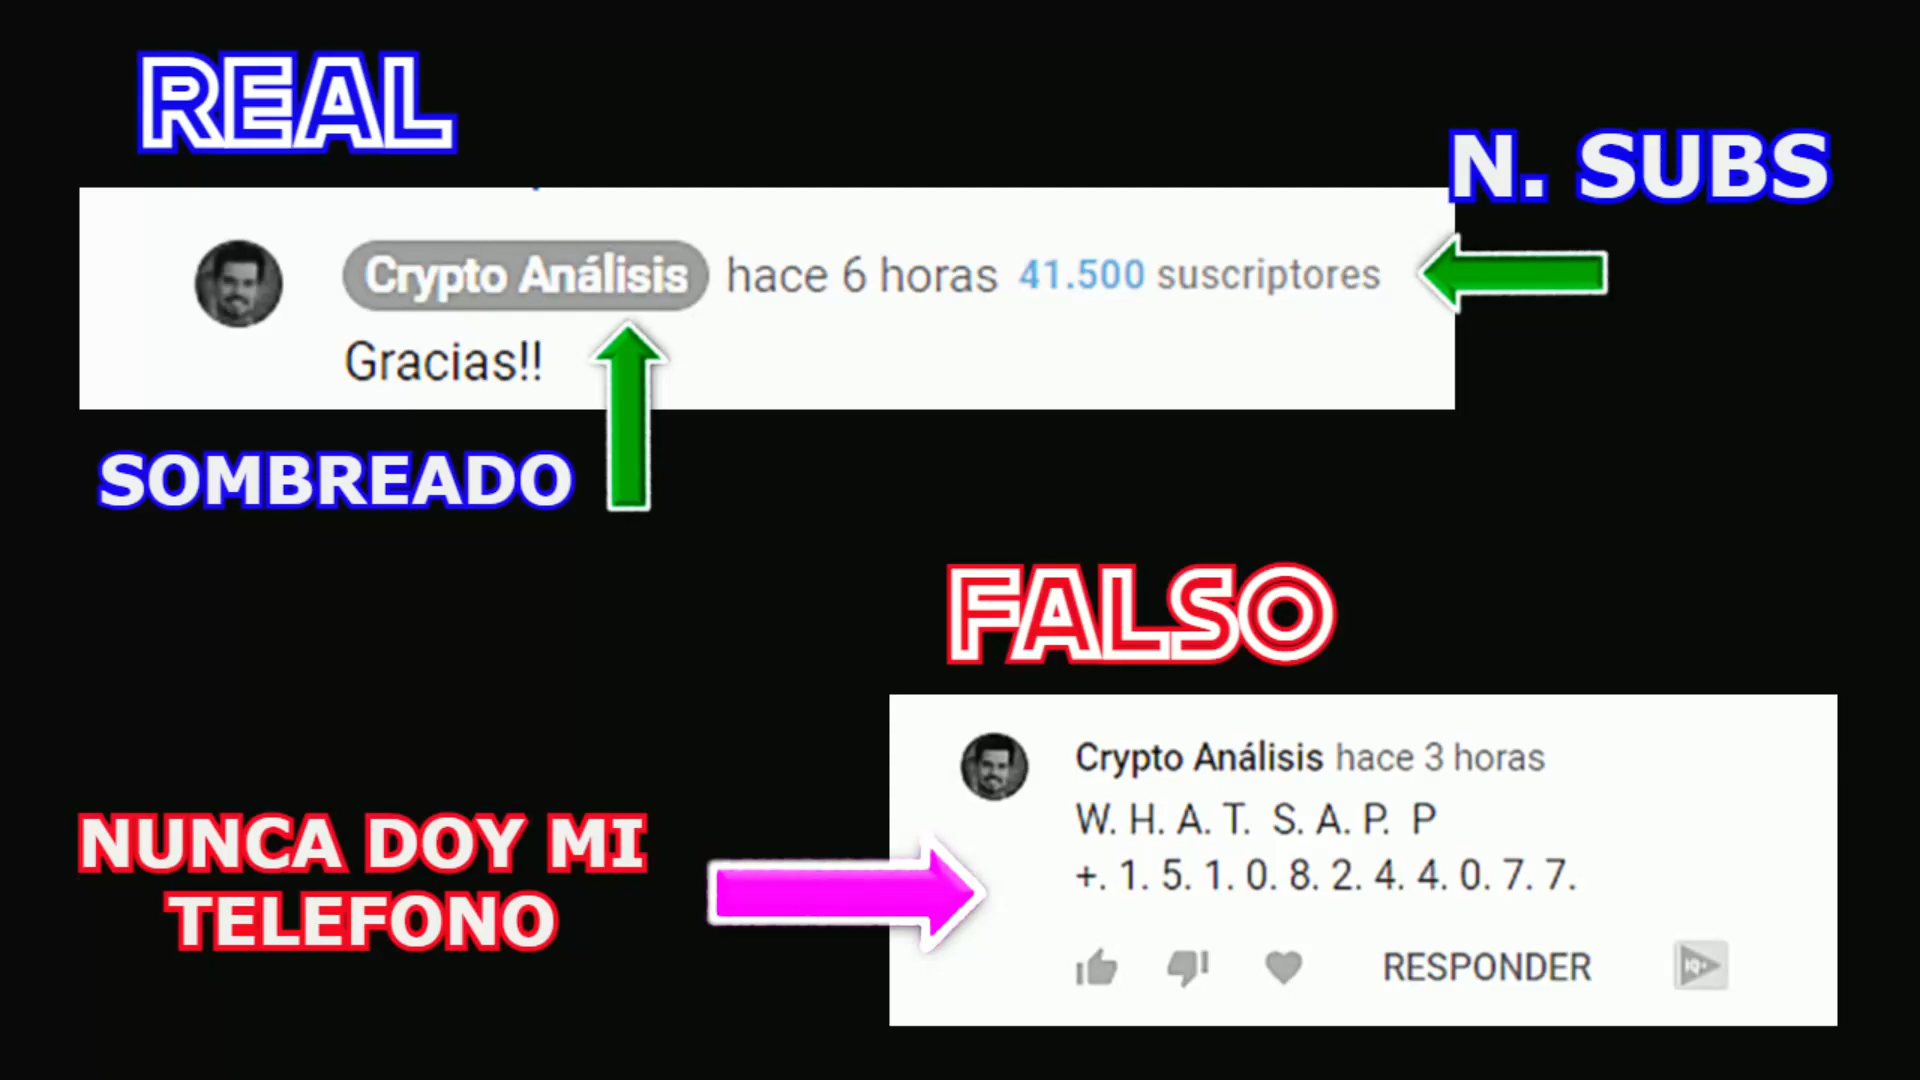 REAL
N. SUBS
Crypto Análisis hace 6 horas 41.500 suscriptores
Gracias!!
SOMBREADO
FALSO
Crypto Análisis hace 3 horas
W. H. A. T. S. A. P. P
+. 1. 5. 1. 0. 8. 2. 4. 4. 0. 7. 7.
NUNCA DOY MI
TELEFONO
RESPONDER
IQ+